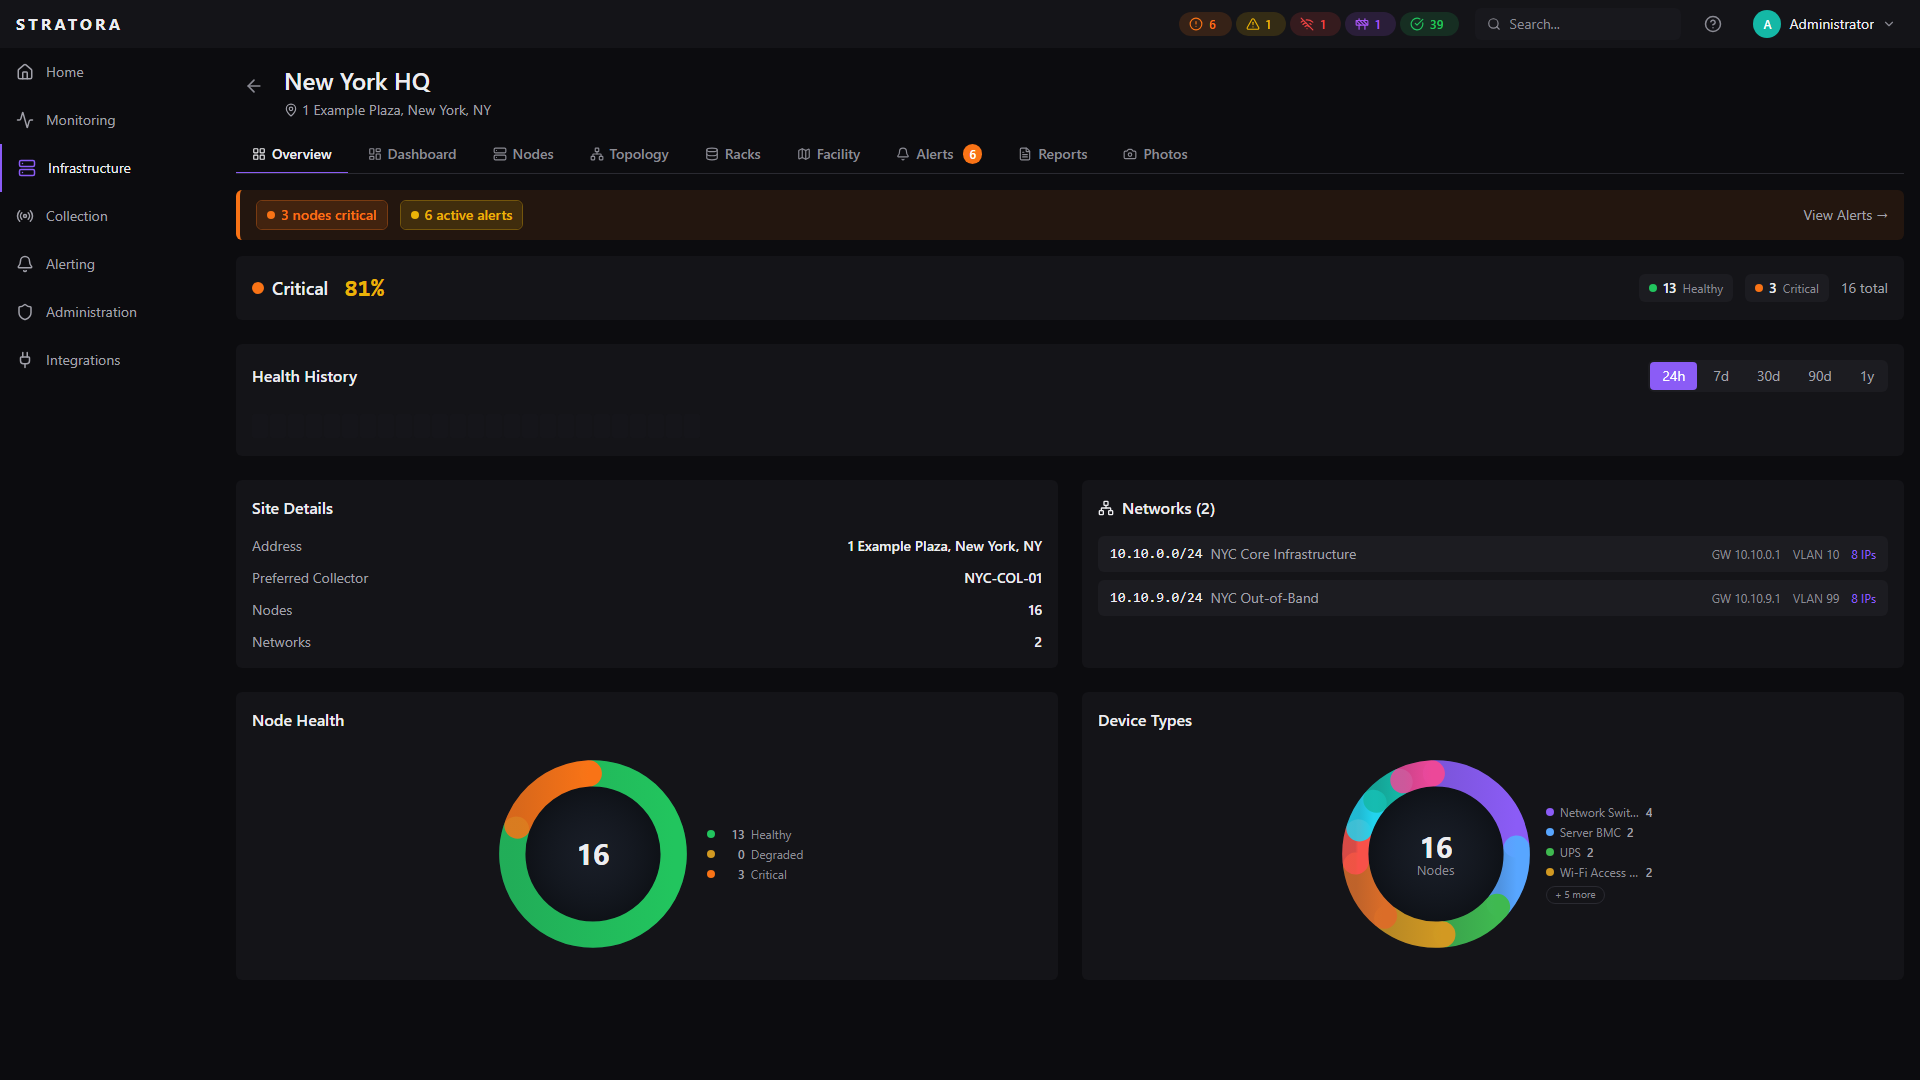 STRATORA
6
1
1
1
39
Search...
A
Administrator
Home
Monitoring
Infrastructure
Collection
Alerting
Administration
Integrations
New York HQ
1 Example Plaza, New York, NY
Overview
Dashboard
Nodes
Topology
Racks
Facility
Alerts 6
Reports
Photos
3 nodes critical
6 active alerts
View Alerts →
Critical 81%
13 Healthy
3 Critical
16 total
Health History
24h
7d
30d
90d
1y
Site Details
Address
1 Example Plaza, New York, NY
Preferred Collector
NYC-COL-01
Nodes
16
Networks
2
Networks (2)
10.10.0.0/24 NYC Core Infrastructure
GW 10.10.0.1 VLAN 10 8 IPs
10.10.9.0/24 NYC Out-of-Band
GW 10.10.9.1 VLAN 99 8 IPs
Node Health
16
13 Healthy
0 Degraded
3 Critical
Device Types
16
Nodes
Network Swit... 4
Server BMC 2
UPS 2
Wi-Fi Access ... 2
+ 5 more